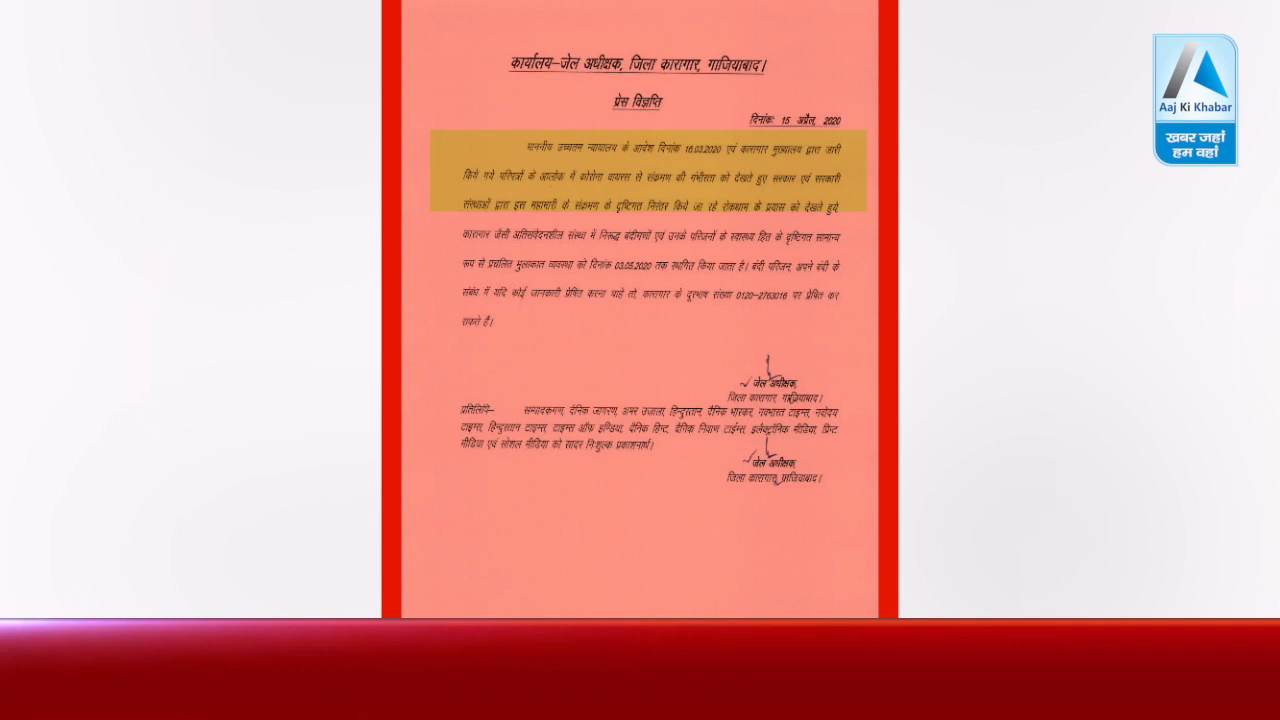 कार्यालय–जेल अधीक्षक, जिला कारागार, गाजियाबाद।
प्रेस विज्ञप्ति
दिनांकः 15 अप्रैल, 2020
माननीय उच्चतम न्यायालय के आदेश दिनांक 16.03.2020 एवं कारागार मुख्यालय द्वारा जारी
किये गये परिपत्रों के आलोक में कोरोना वायरस से संक्रमण की गंभीरता को देखते हुए सरकार एवं सरकारी
संस्थाओं द्वारा इस महामारी के संक्रमण के दृष्टिगत निरंतर किये जा रहे रोकथाम के प्रयास को देखते हुये,
कारागार जैसी अतिसंवेदनशील संस्था में निरूद्ध बंदीगणों एवं उनके परिजनों के स्वास्थ्य हित के दृष्टिगत सामान्य
रूप से प्रचलित मुलाकात व्यवस्था को दिनांक 03.05.2020 तक स्थगित किया जाता है। बंदी परिजन, अपने बंदी के
संबंध में यदि कोई जानकारी प्रेषित करना चाहे तो, कारागार के दूरभाष संख्या 0120–2763016 पर प्रेषित कर
सकते हैं।
जेल अधीक्षक,
जिला कारागार, गाजियाबाद।
प्रतिलिपि– सम्पादकगण, दैनिक जागरण, अमर उजाला, हिन्दुस्तान, दैनिक भास्कर, नवभारत टाइम्स, नवोदय
टाइम्स, हिन्दुस्तान टाइम्स, टाइम्स ऑफ इण्डिया, दैनिक हिन्ट, दैनिक निवाण टाईम्स, इलेक्ट्रॉनिक मीडिया, प्रिन्ट
मीडिया एवं सोशल मीडिया को सादर निःशुल्क प्रकाशनार्थ।
जेल अधीक्षक,
जिला कारागार, गाजियाबाद।
Aaj Ki Khabar
खबर जहां
हम वहां